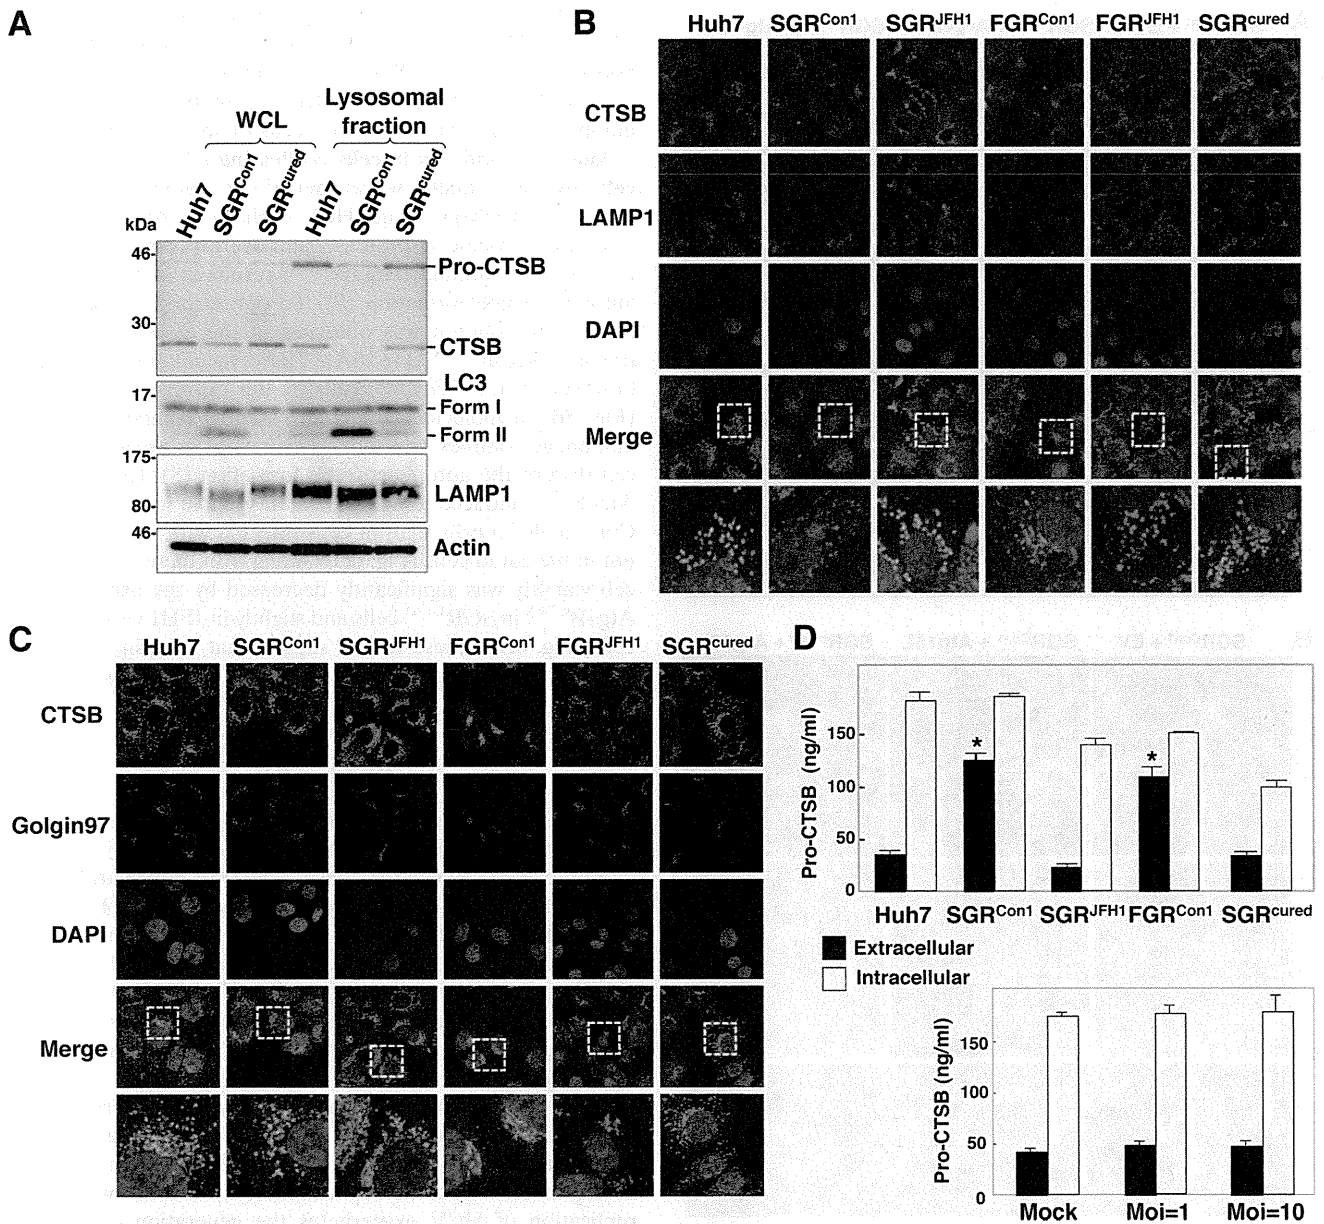 A
WCL
Lysosomal
fraction
Huh7
SGRCon1
SGRcured
Huh7
SGRCon1
SGRcured
kDa
46-
Pro-CTSB
30-
CTSB
LC3
17-
Form I
Form II
175-
LAMP1
80-
46-
Actin
B
Huh7 SGRCon1 SGRJFH1 FGRCon1 FGRJFH1 SGRcured
CTSB
LAMP1
DAPI
Merge
C
Huh7 SGRCon1 SGRJFH1 FGRCon1 FGRJFH1 SGRcured
CTSB
Golgin97
DAPI
Merge
D
Pro-CTSB (ng/ml)
150
100
50
0
*
*
Huh7 SGRCon1 SGRJFH1 FGRCon1 SGRcured
Extracellular
Intracellular
Pro-CTSB (ng/ml)
150
100
50
0
Mock Moi=1 Moi=10